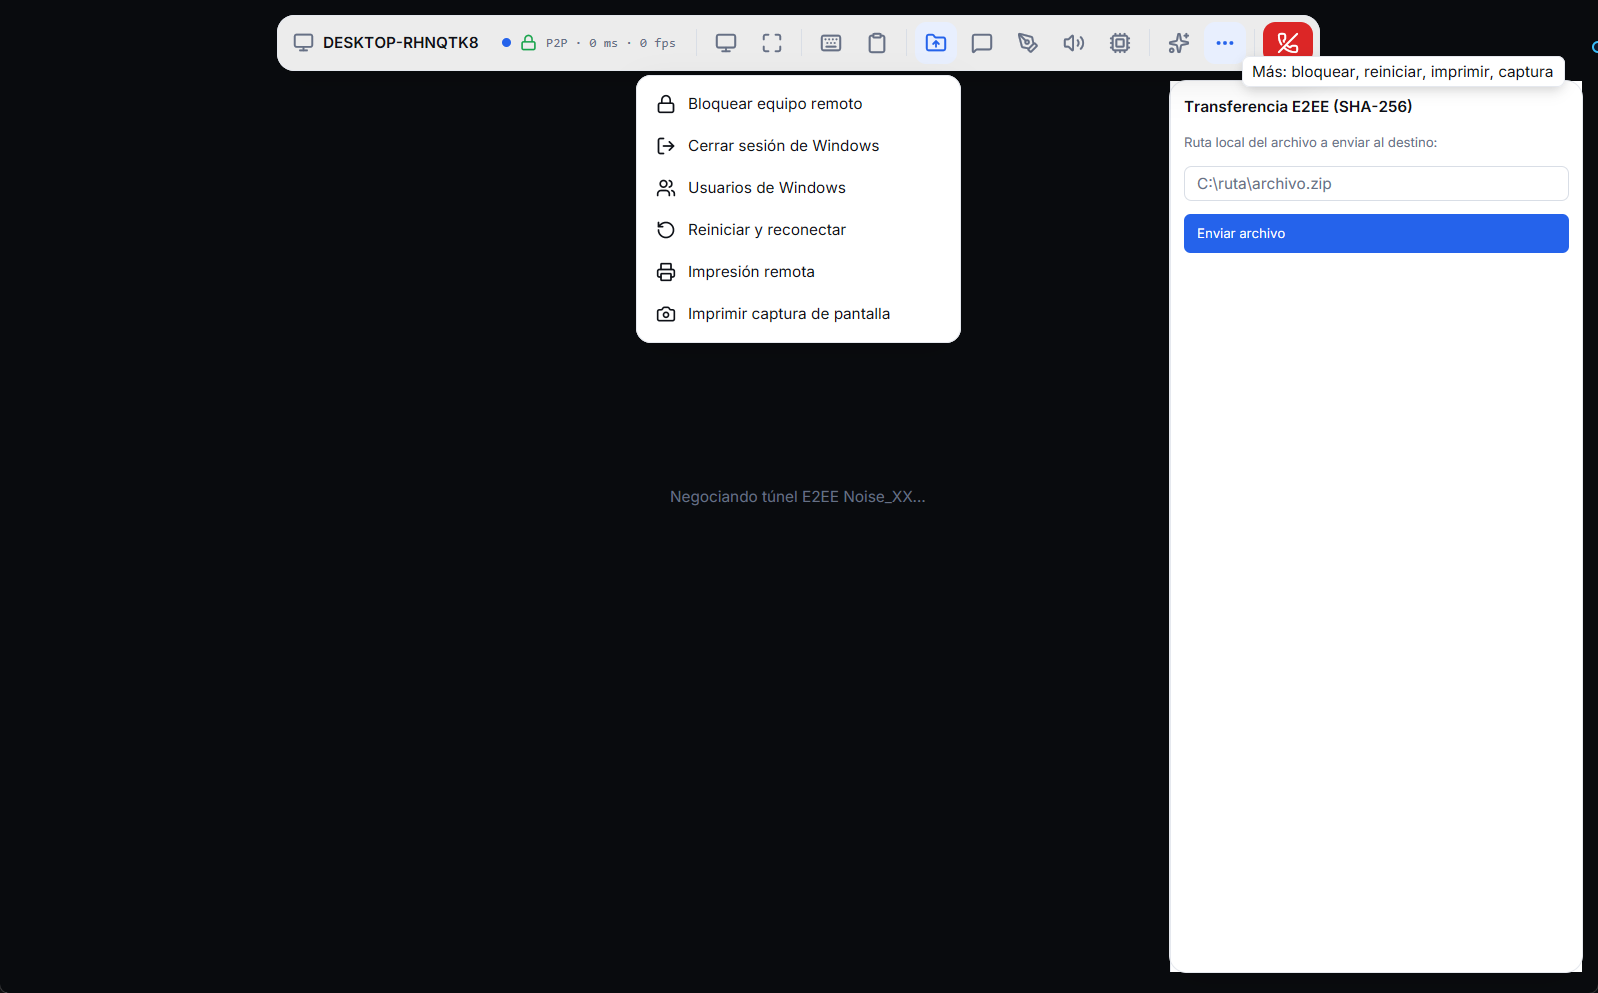 DESKTOP-RHNQTK8
P2P · 0 ms · 0 fps
Más: bloquear, reiniciar, imprimir, captura
Bloquear equipo remoto
Cerrar sesión de Windows
Usuarios de Windows
Reiniciar y reconectar
Impresión remota
Imprimir captura de pantalla
Negociando túnel E2EE Noise_XX...
Transferencia E2EE (SHA-256)
Ruta local del archivo a enviar al destino:
C:\ruta\archivo.zip
Enviar archivo